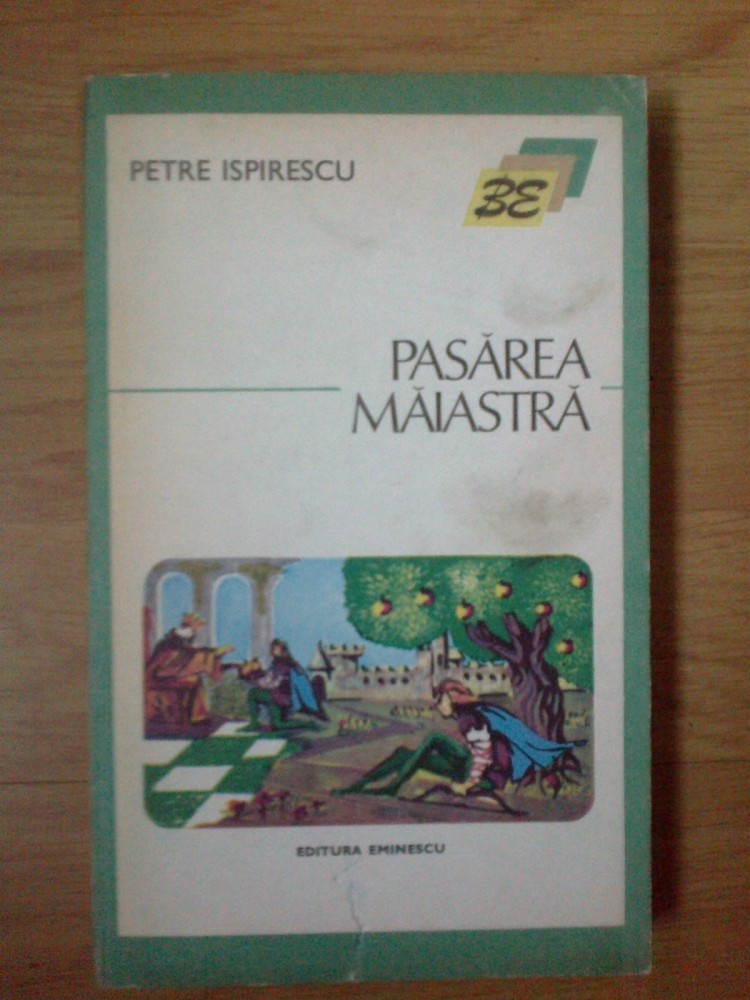 PETRE ISPIRESCU
BE
PASĂREA
MĂIASTRĂ
EDITURA EMINESCU